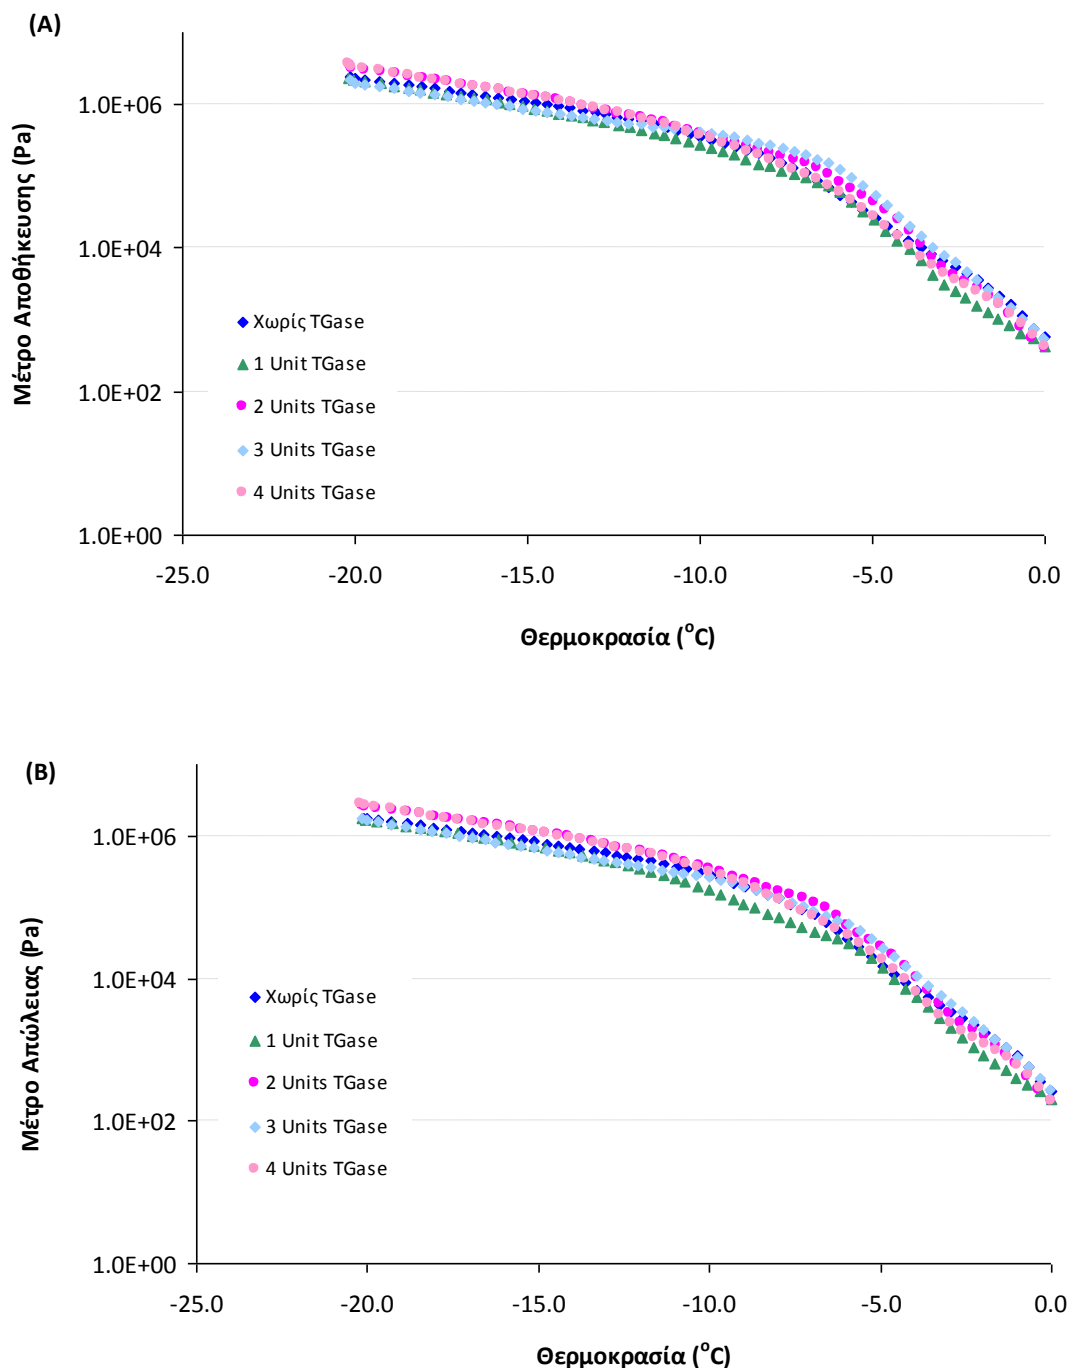 (A)
Μέτρο Αποθήκευσης (Pa)
1.0E+06
1.0E+04
1.0E+02
1.0E+00
Χωρίς TGase
1 Unit TGase
2 Units TGase
3 Units TGase
4 Units TGase
-25.0 -20.0 -15.0 -10.0 -5.0 0.0
Θερμοκρασία (°C)
(B)
Μέτρο Απώλειας (Pa)
1.0E+06
1.0E+04
1.0E+02
1.0E+00
Χωρίς TGase
1 Unit TGase
2 Units TGase
3 Units TGase
4 Units TGase
-25.0 -20.0 -15.0 -10.0 -5.0 0.0
Θερμοκρασία (°C)